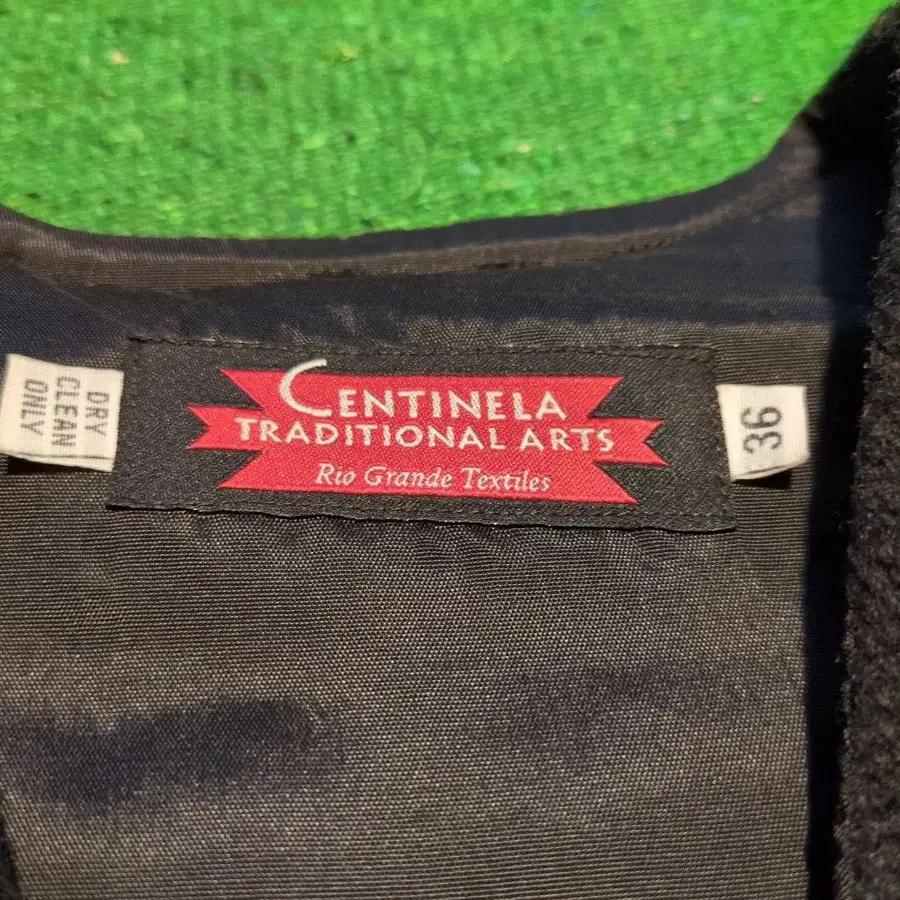 DRY
CLEAN
ONLY
CENTINELA
TRADITIONAL ARTS
Rio Grande Textiles
36